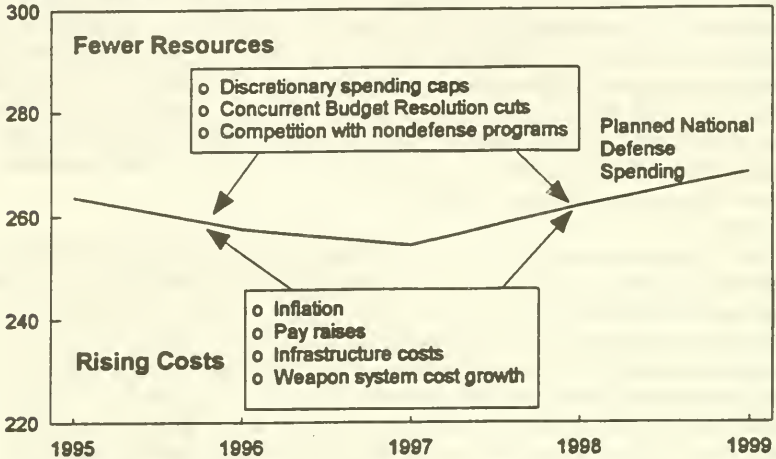 300
Fewer Resources
o Discretionary spending caps
o Concurrent Budget Resolution cuts
o Competition with nondefense programs
280
Planned National
Defense
Spending
260
o Inflation
o Pay raises
o Infrastructure costs
o Weapon system cost growth
240
Rising Costs
220
1995 1996 1997 1998 1999